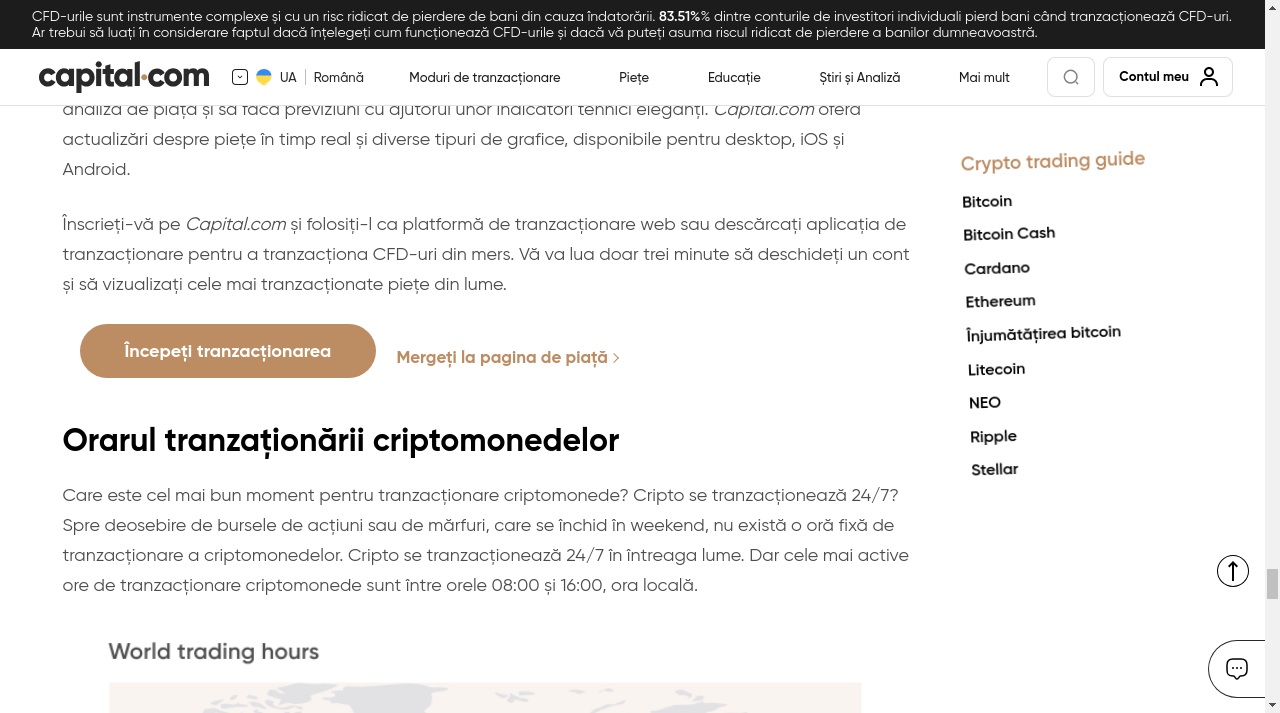 CFD-urile sunt instrumente complexe și cu un risc ridicat de pierdere de bani din cauza îndatorării. 83.51%% dintre conturile de investitori individuali pierd bani când tranzacționează CFD-uri.
Ar trebui să luați în considerare faptul dacă înțelegeți cum funcționează CFD-urile și dacă vă puteți asuma riscul ridicat de pierdere a banilor dumneavoastră.
capital.com
UA | Română
Moduri de tranzacționare
Piețe
Educație
Știri și Analiză
Mai mult
Contul meu
analiza de piață și să facă previziuni cu ajutorul unor indicatori tehnici eleganți. Capital.com oferă
actualizări despre piețe în timp real și diverse tipuri de grafice, disponibile pentru desktop, iOS și
Android.
Înscrieți-vă pe Capital.com și folosiți-l ca platformă de tranzacționare web sau descărcați aplicația de
tranzacționare pentru a tranzacționa CFD-uri din mers. Vă va lua doar trei minute să deschideți un cont
și să vizualizați cele mai tranzacționate piețe din lume.
Începeți tranzacționarea
Mergeți la pagina de piață
Orarul tranzaționării criptomonedelor
Care este cel mai bun moment pentru tranzacționare criptomonede? Cripto se tranzacționează 24/7?
Spre deosebire de bursele de acțiuni sau de mărfuri, care se închid în weekend, nu există o oră fixă de
tranzacționare a criptomonedelor. Cripto se tranzacționează 24/7 în întreaga lume. Dar cele mai active
ore de tranzacționare criptomonede sunt între orele 08:00 și 16:00, ora locală.
World trading hours
Crypto trading guide
Bitcoin
Bitcoin Cash
Cardano
Ethereum
Înjumătățirea bitcoin
Litecoin
NEO
Ripple
Stellar